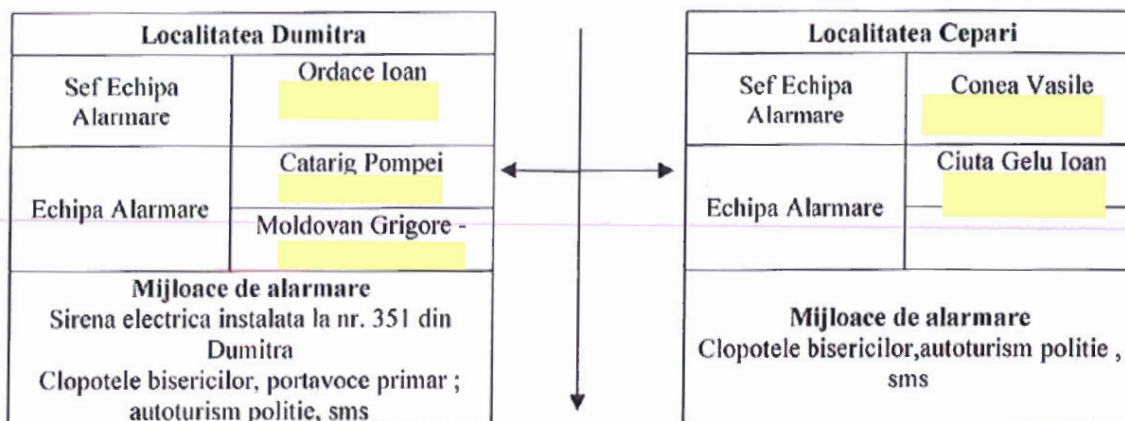 Localitatea Dumitra
Sef Echipa
Alarmare
Ordace Ioan
Echipa Alarmare
Catarig Pompei
Moldovan Grigore -
Mijloace de alarmare
Sirena electrica instalata la nr. 351 din
Dumitra
Clopotele bisericilor, portavoce primar ;
autoturism politie, sms
Localitatea Cepari
Sef Echipa
Alarmare
Conea Vasile
Echipa Alarmare
Ciuta Gelu Ioan
Mijloace de alarmare
Clopotele bisericilor,autoturism politie ,
sms